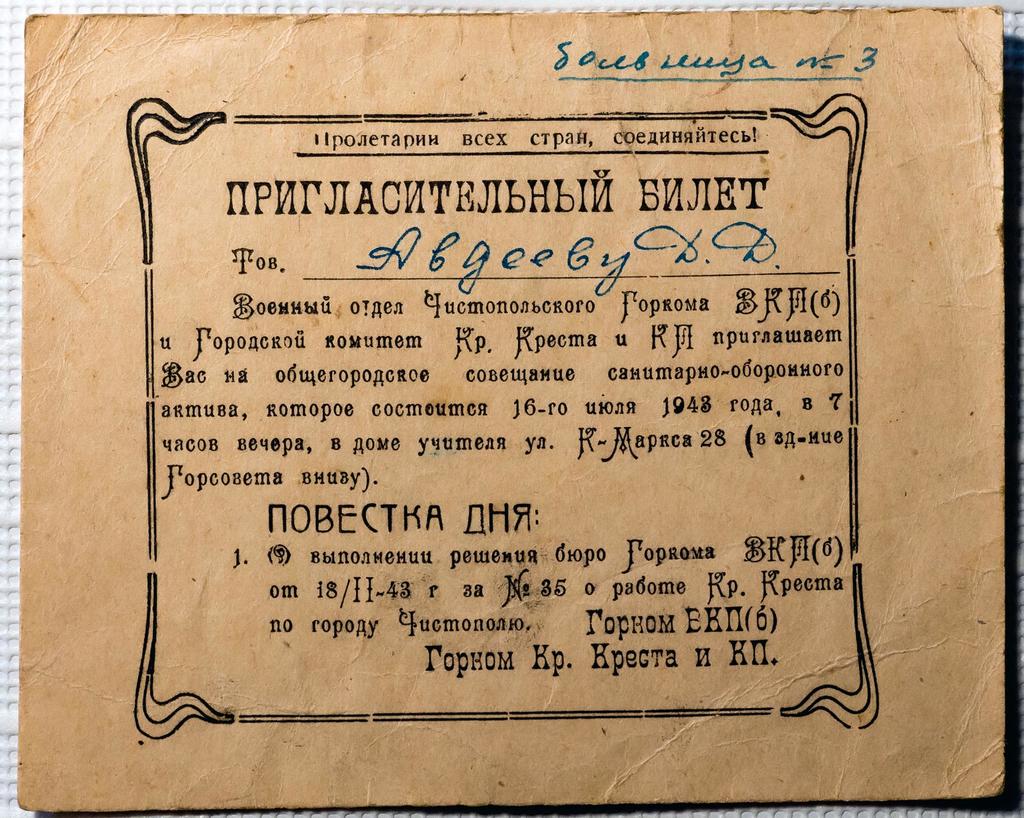 больница № 3
Пролетарии всех стран, соединяйтесь!
ПРИГЛАСИТЕЛЬНЫЙ БИЛЕТ
Тов. Авдееву Д. Д.
Военный отдел Чистопольского Горкома ВКП(б)
и Городской комитет Кр. Креста и КП приглашает
Вас на общегородское совещание санитарно-оборонного
актива, которое состоится 16-го июля 1943 года, в 7
часов вечера, в доме учителя ул. К-Маркса 28 (в зд-ние
Горсовета внизу).
ПОВЕСТКА ДНЯ:
1. О выполнении решения бюро Горкома ВКП(б)
от 18/II-43 г за № 35 о работе Кр. Креста
по городу Чистополю. Горком ВКП(б)
Горком Кр. Креста и КП.